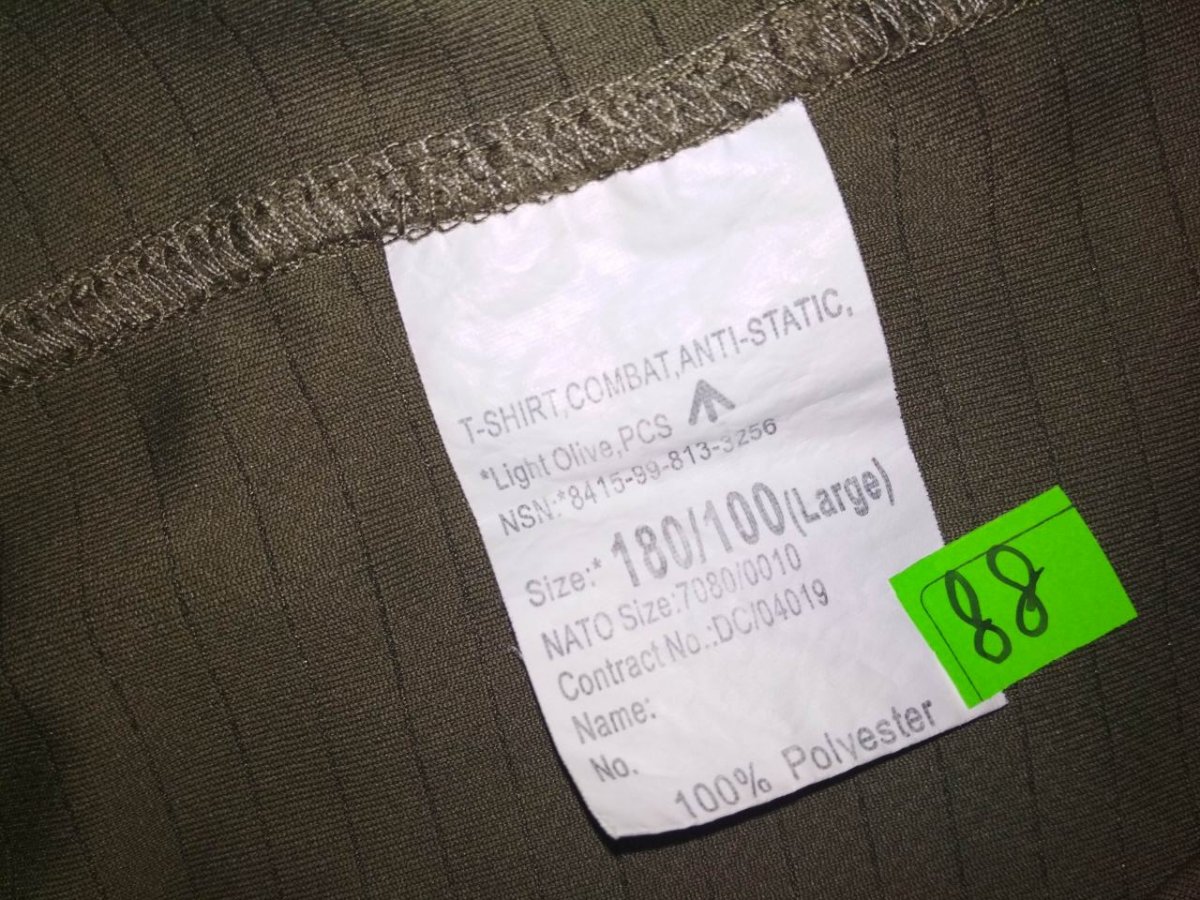 T-SHIRT,COMBAT,ANTI-STATIC,
*Light Olive,PCS
NSN:*8415-99-813-3256
Size:* 180/100(Large)
NATO Size:7080/0010
Contract No.:DC/04019
Name:
No.
100% Polyester
88